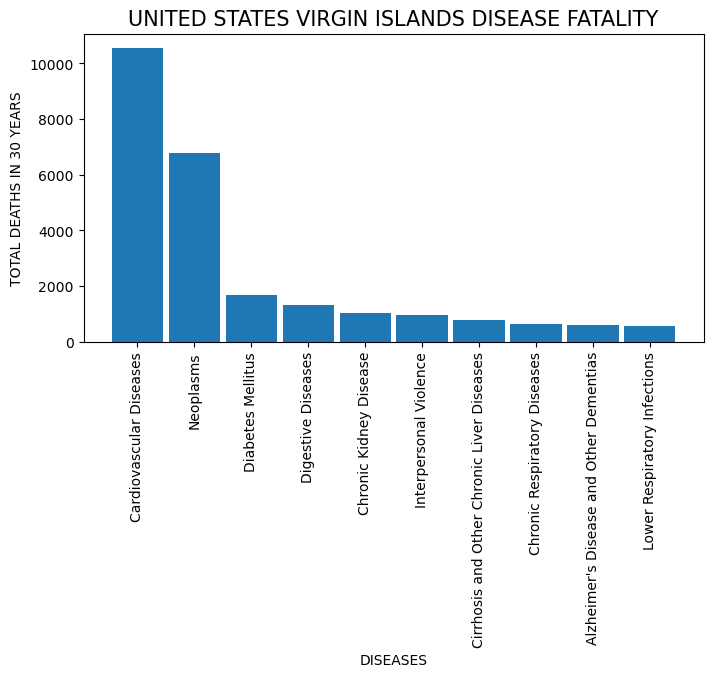 UNITED STATES VIRGIN ISLANDS DISEASE FATALITY
TOTAL DEATHS IN 30 YEARS
10000
8000
6000
4000
2000
0
Cardiovascular Diseases
Neoplasms
Diabetes Mellitus
Digestive Diseases
Chronic Kidney Disease
Interpersonal Violence
Cirrhosis and Other Chronic Liver Diseases
Chronic Respiratory Diseases
Alzheimer's Disease and Other Dementias
Lower Respiratory Infections
DISEASES